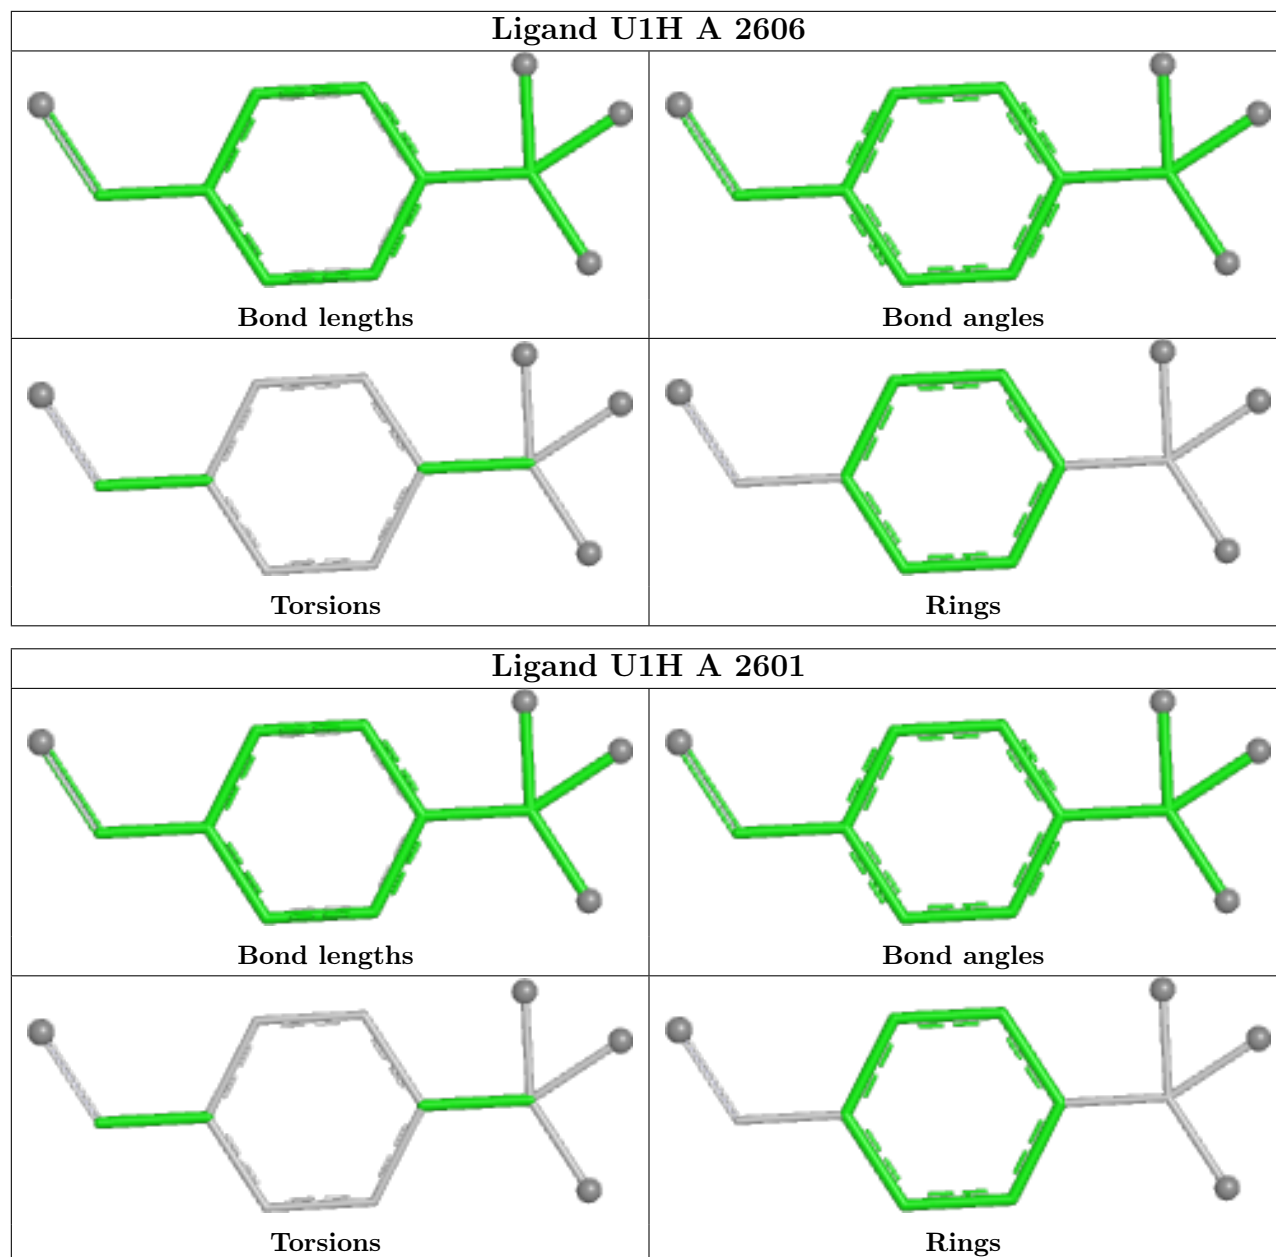 Ligand U1H A 2606
Bond lengths
Bond angles
Torsions
Rings
Ligand U1H A 2601
Bond lengths
Bond angles
Torsions
Rings